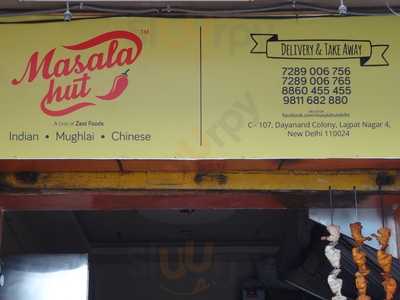 Masala
hut
TM
A Unit of Zest Foods
Indian • Mughlai • Chinese
DELIVERY & TAKE AWAY
7289 006 756
7289 006 765
8860 455 455
9811 682 880
C - 107, Dayanand Colony, Lajpat Nagar 4,
New Delhi 110024